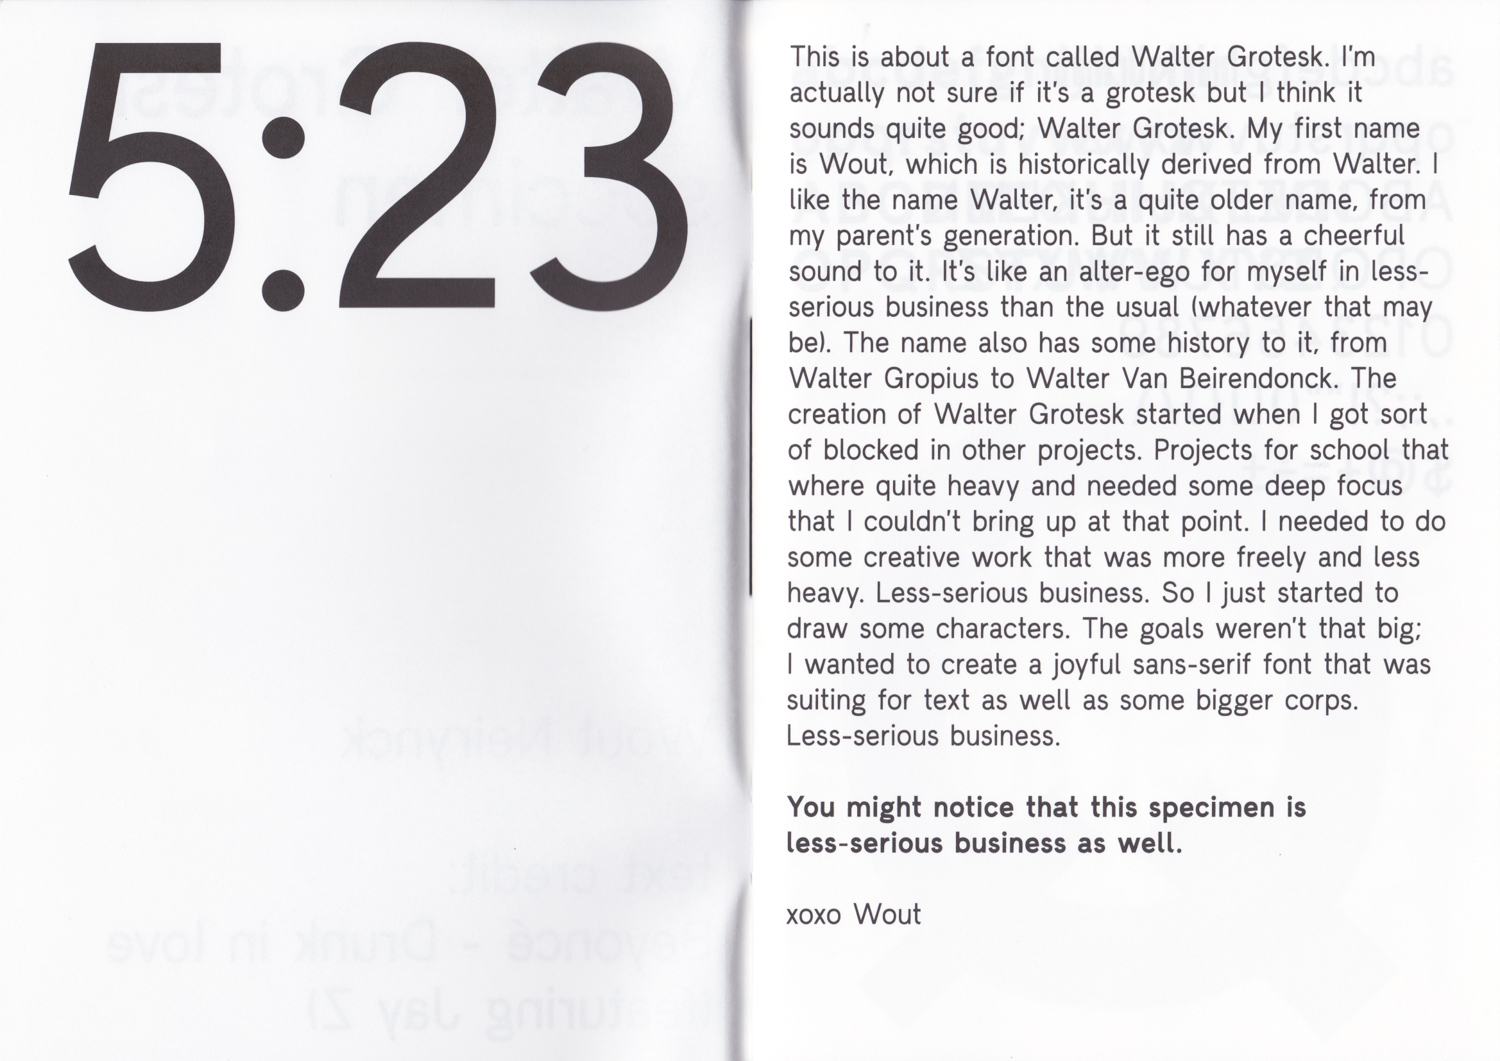 5:23
This is about a font called Walter Grotesk. I'm
actually not sure if it's a grotesk but I think it
sounds quite good; Walter Grotesk. My first name
is Wout, which is historically derived from Walter. I
like the name Walter, it's a quite older name, from
my parent's generation. But it still has a cheerful
sound to it. It's like an alter-ego for myself in less-
serious business than the usual (whatever that may
be). The name also has some history to it, from
Walter Gropius to Walter Van Beirendonck. The
creation of Walter Grotesk started when I got sort
of blocked in other projects. Projects for school that
where quite heavy and needed some deep focus
that I couldn't bring up at that point. I needed to do
some creative work that was more freely and less
heavy. Less-serious business. So I just started to
draw some characters. The goals weren't that big;
I wanted to create a joyful sans-serif font that was
suiting for text as well as some bigger corps.
Less-serious business.
You might notice that this specimen is
less-serious business as well.
xoxo Wout